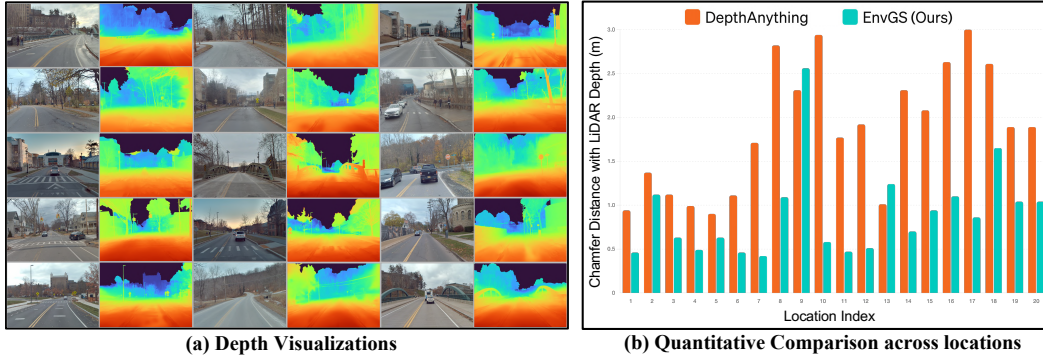 DepthAnything
EnvGS (Ours)
Chamfer Distance with LiDAR Depth (m)
3.0
2.5
2.0
1.5
1.0
0.5
0
1 2 3 4 5 6 7 8 9 10 11 12 13 14 15 16 17 18 19 20
Location Index
(a) Depth Visualizations
(b) Quantitative Comparison across locations